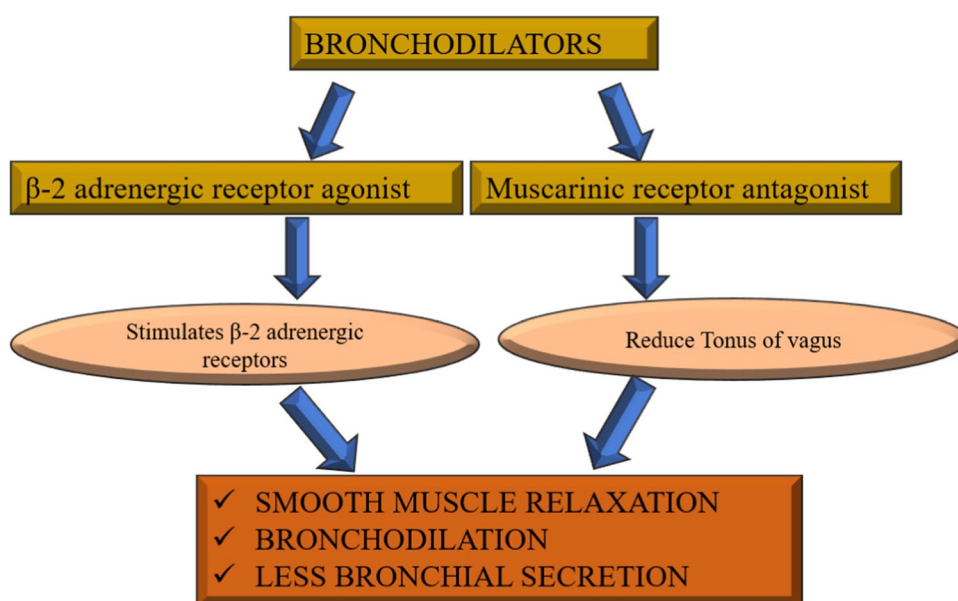 BRONCHODILATORS
β-2 adrenergic receptor agonist
Muscarinic receptor antagonist
Stimulates β-2 adrenergic
receptors
Reduce Tonus of vagus
✓ SMOOTH MUSCLE RELAXATION
✓ BRONCHODILATION
✓ LESS BRONCHIAL SECRETION